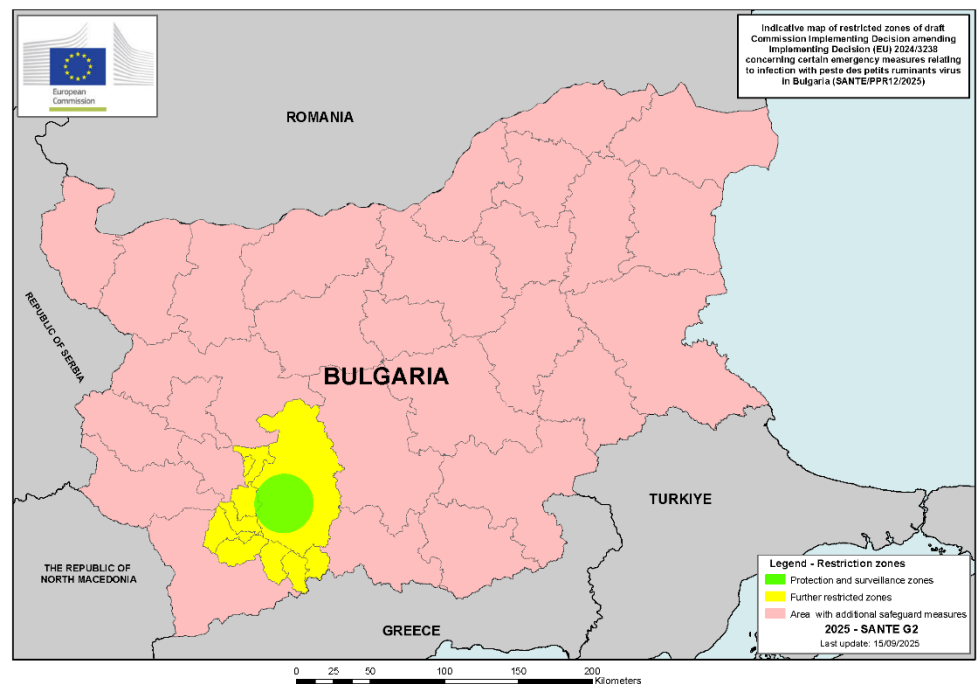 European
Commission
Indicative map of restricted zones of draft
Commission Implementing Decision amending
Implementing Decision (EU) 2024/3238
concerning certain emergency measures relating
to infection with peste des petits ruminants virus
in Bulgaria (SANTE/PPR12/2025)
ROMANIA
REPUBLIC OF SERBIA
BULGARIA
TURKIYE
THE REPUBLIC OF
NORTH MACEDONIA
GREECE
Legend - Restriction zones
Protection and surveillance zones
Further restricted zones
Area with additional safeguard measures
2025 - SANTE G2
Last update: 15/09/2025
0 25 50 100 150 200
Kilometers